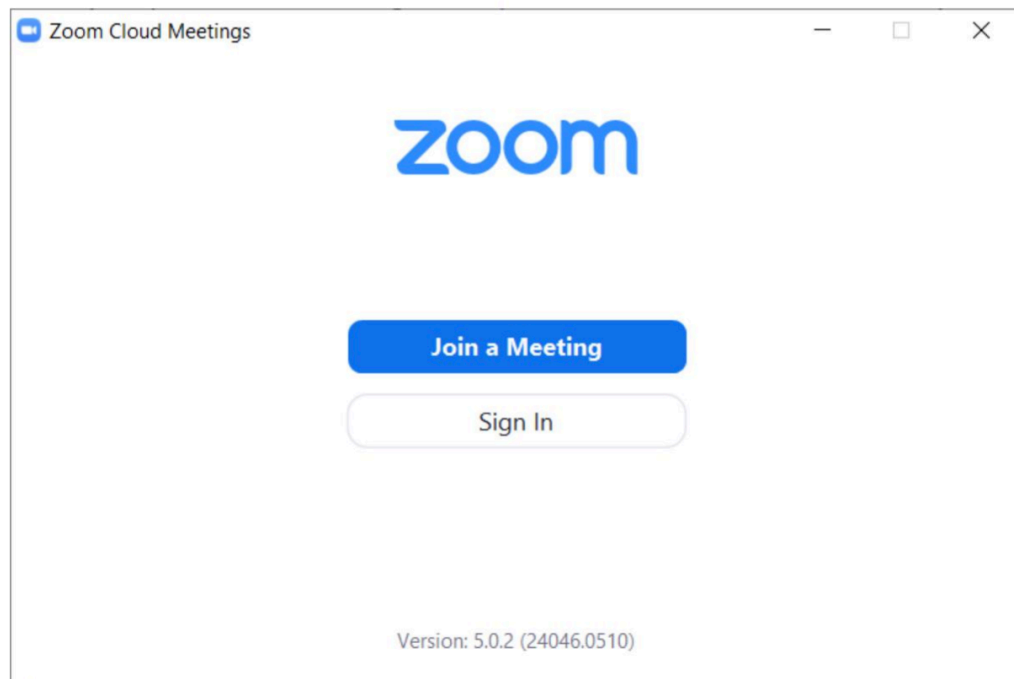 Zoom Cloud Meetings
zoom
Join a Meeting
Sign In
Version: 5.0.2 (24046.0510)